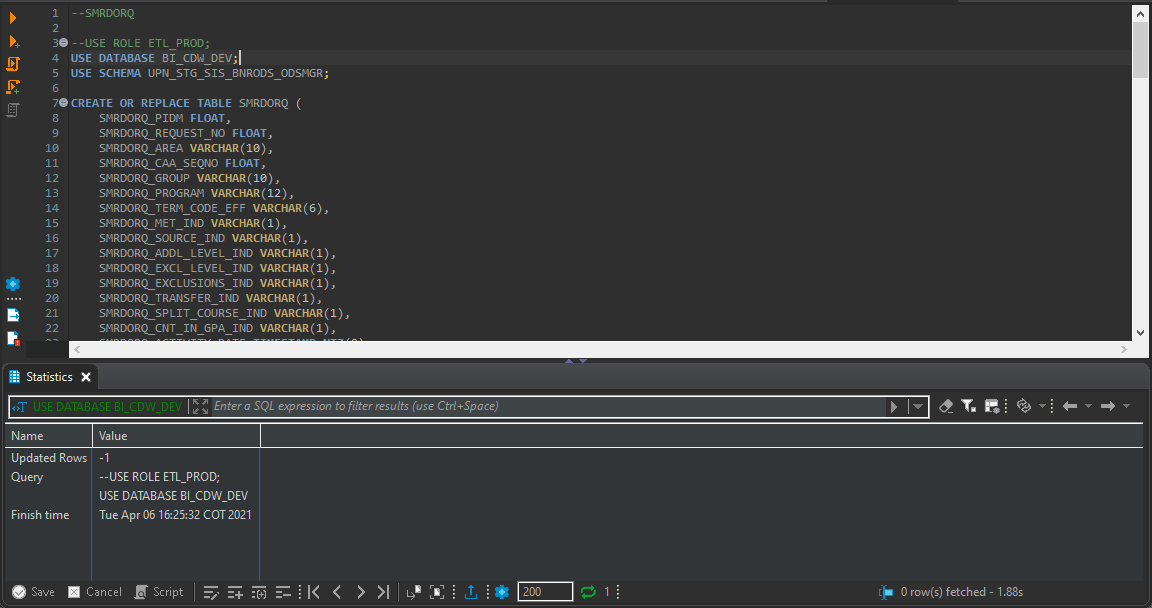 1 --SMRDORQ
2
3 --USE ROLE ETL_PROD;
4 USE DATABASE BI_CDW_DEV;
5 USE SCHEMA UPN_STG_SIS_BNRODS_ODSMGR;
6
7 CREATE OR REPLACE TABLE SMRDORQ (
8 SMRDORQ_PIDM FLOAT,
9 SMRDORQ_REQUEST_NO FLOAT,
10 SMRDORQ_AREA VARCHAR(10),
11 SMRDORQ_CAA_SEQNO FLOAT,
12 SMRDORQ_GROUP VARCHAR(10),
13 SMRDORQ_PROGRAM VARCHAR(12),
14 SMRDORQ_TERM_CODE_EFF VARCHAR(6),
15 SMRDORQ_MET_IND VARCHAR(1),
16 SMRDORQ_SOURCE_IND VARCHAR(1),
17 SMRDORQ_ADDL_LEVEL_IND VARCHAR(1),
18 SMRDORQ_EXCL_LEVEL_IND VARCHAR(1),
19 SMRDORQ_EXCLUSIONS_IND VARCHAR(1),
20 SMRDORQ_TRANSFER_IND VARCHAR(1),
21 SMRDORQ_SPLIT_COURSE_IND VARCHAR(1),
22 SMRDORQ_CNT_IN_GPA_IND VARCHAR(1),
Statistics
USE DATABASE BI_CDW_DEV Enter a SQL expression to filter results (use Ctrl+Space)
Name Value
Updated Rows -1
Query --USE ROLE ETL_PROD;
USE DATABASE BI_CDW_DEV
Finish time Tue Apr 06 16:25:32 COT 2021
Save Cancel Script 200 1 0 row(s) fetched - 1.88s